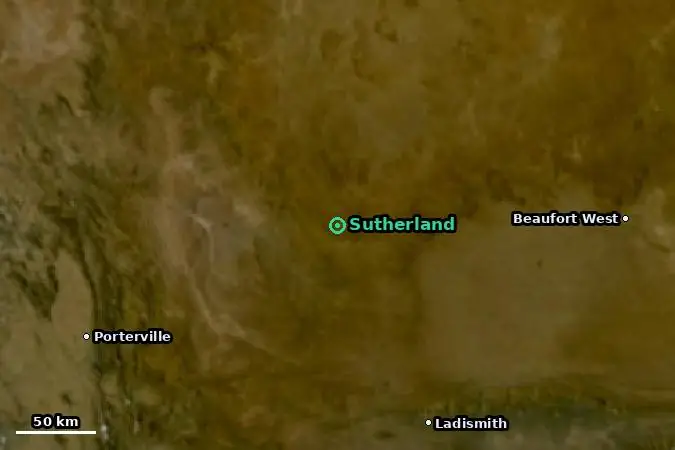 Beaufort West
Sutherland
Porterville
50 km
Ladismith